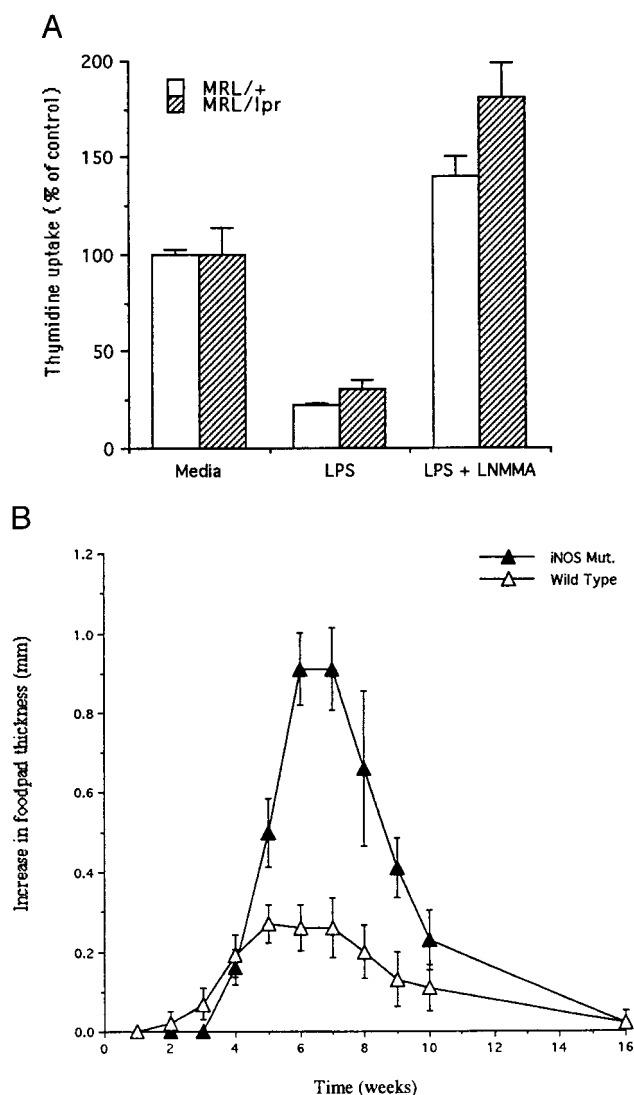 A
Thymidine uptake (% of control)
200
150
100
50
0
MRL/+
MRL/lpr
Media
LPS
LPS + LNMMA
B
Increase in foodpad thickness (mm)
1.2
1.0
0.8
0.6
0.4
0.2
0.0
iNOS Mut.
Wild Type
0 2 4 6 8 10 12 14 16
Time (weeks)